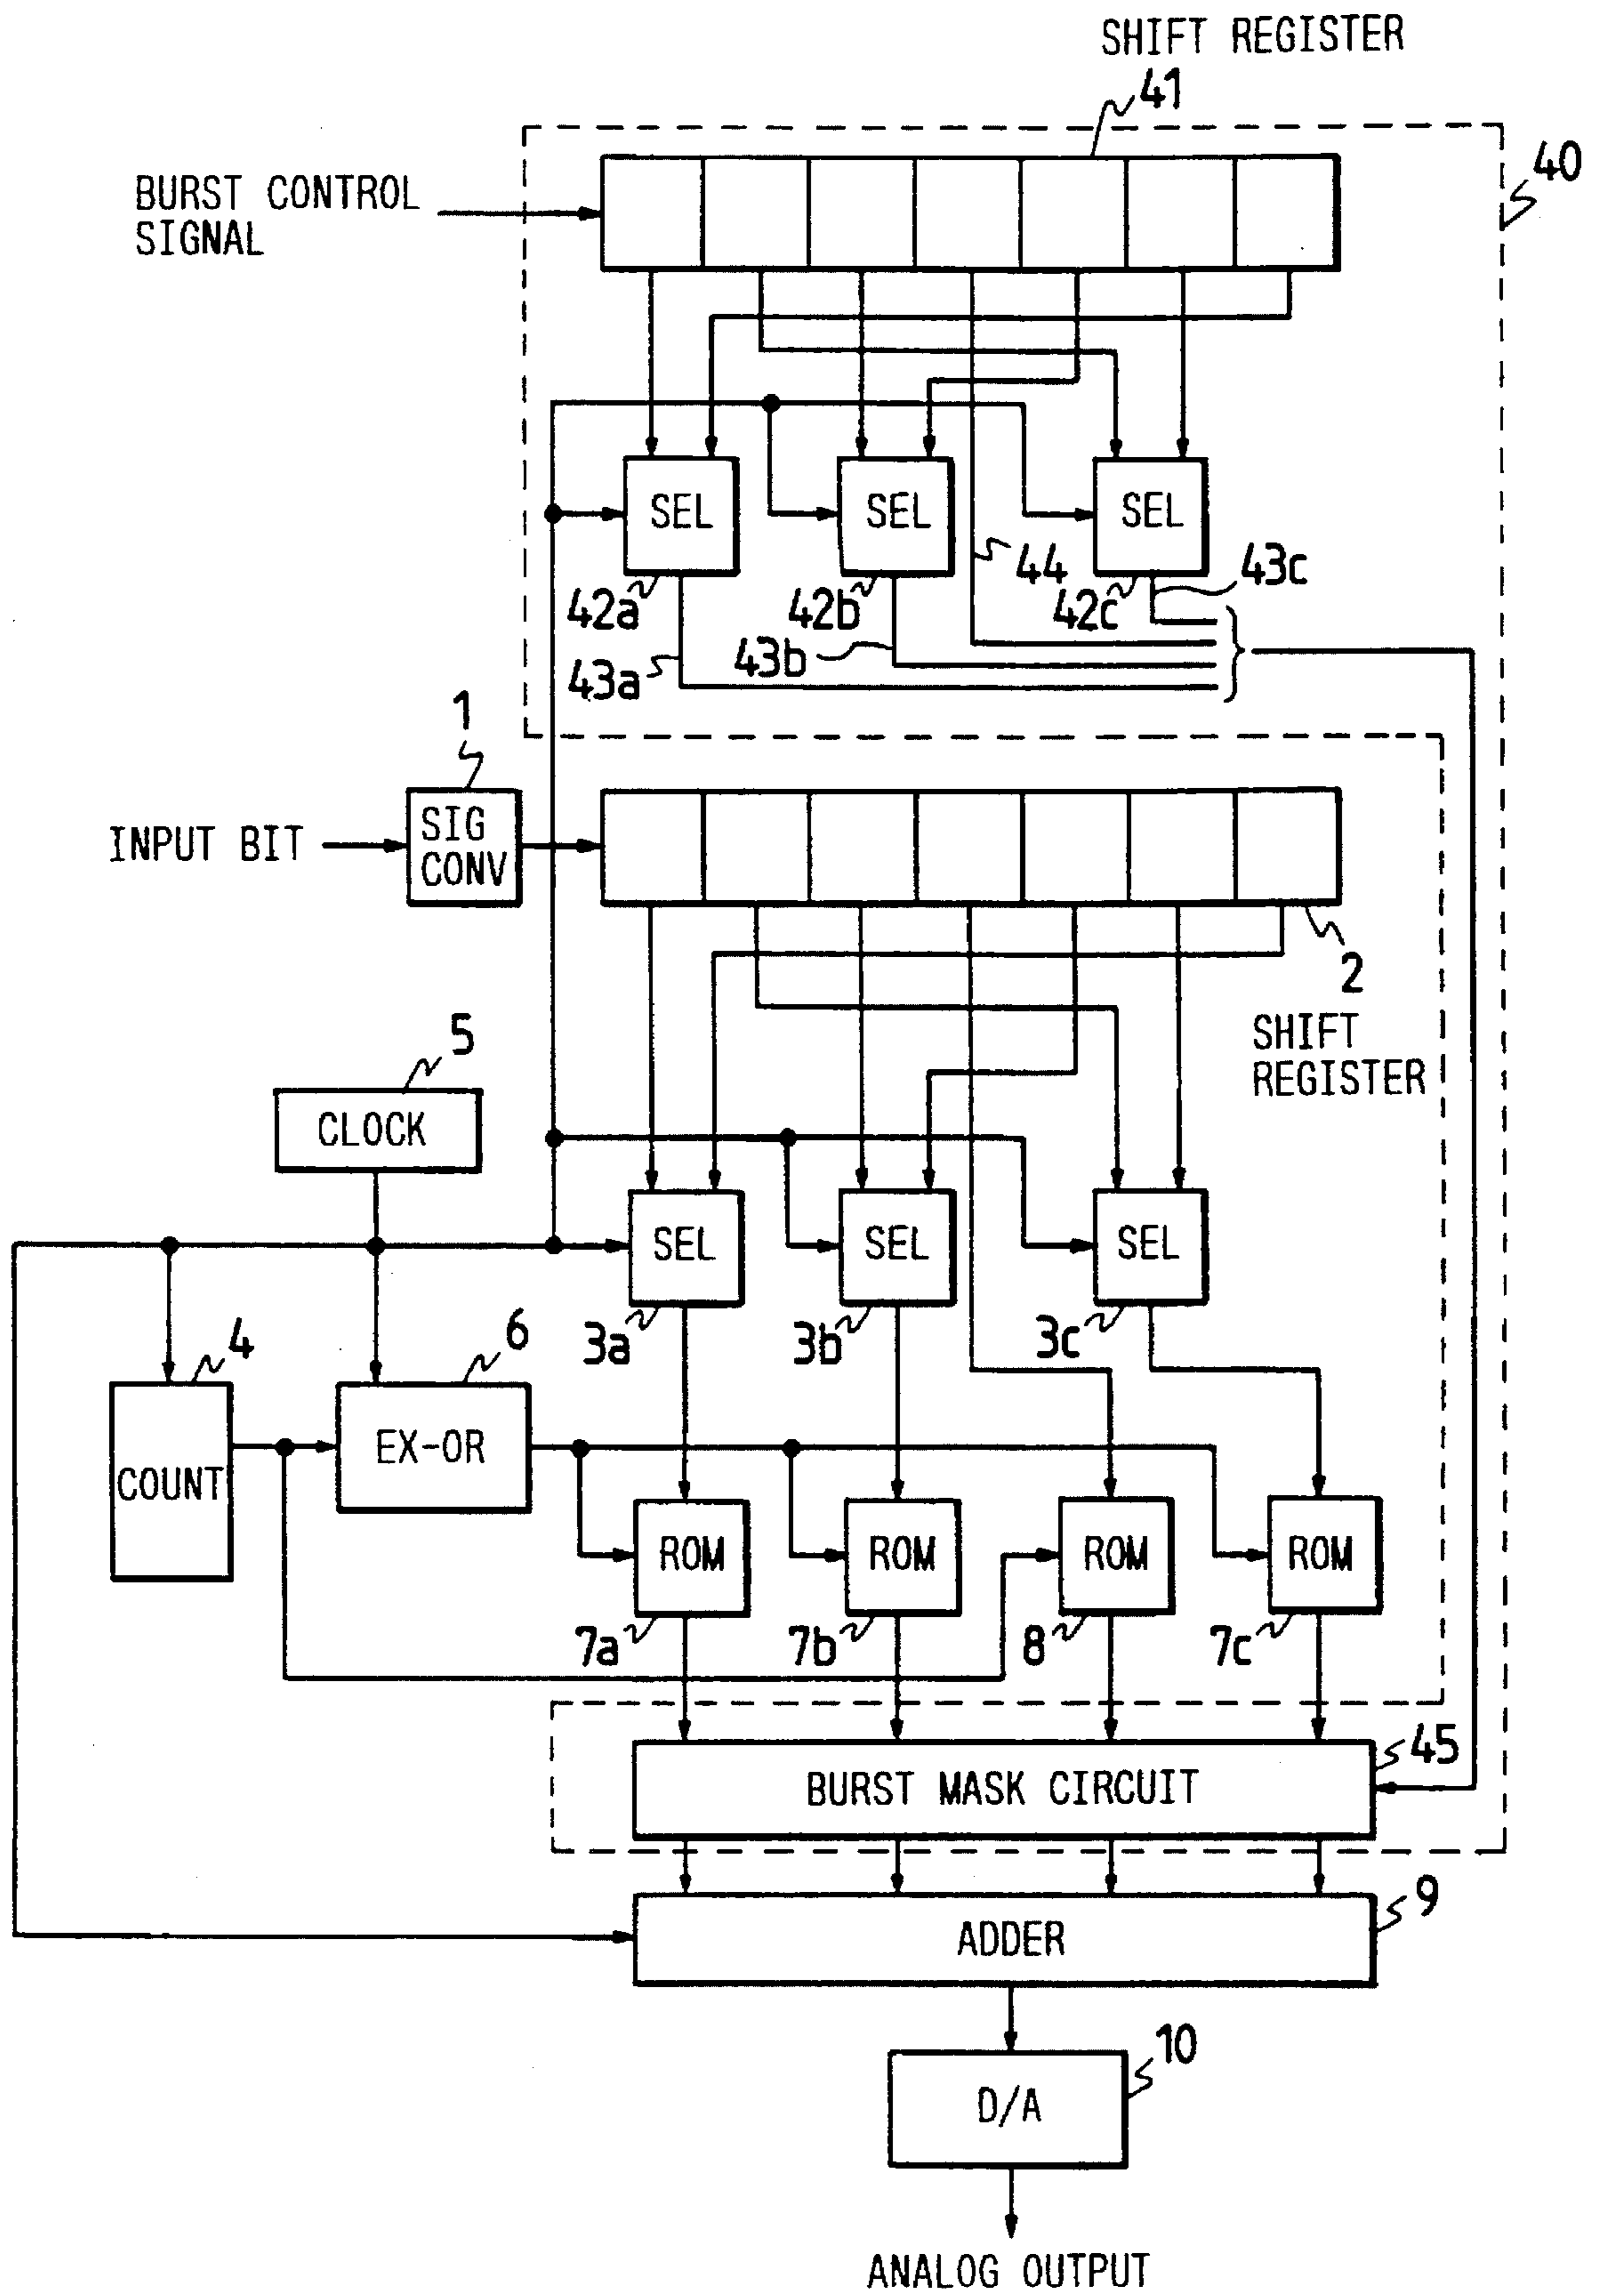 SHIFT REGISTER
41
40
BURST CONTROL
SIGNAL
SEL
SEL
SEL
42a
42b
44
42c
43c
43a
43b
1
INPUT BIT
SIG
CONV
2
SHIFT
REGISTER
5
CLOCK
SEL
SEL
SEL
3a
3b
3c
4
6
COUNT
EX-OR
ROM
ROM
ROM
ROM
7a
7b
8
7c
45
BURST MASK CIRCUIT
9
ADDER
10
D/A
ANALOG OUTPUT